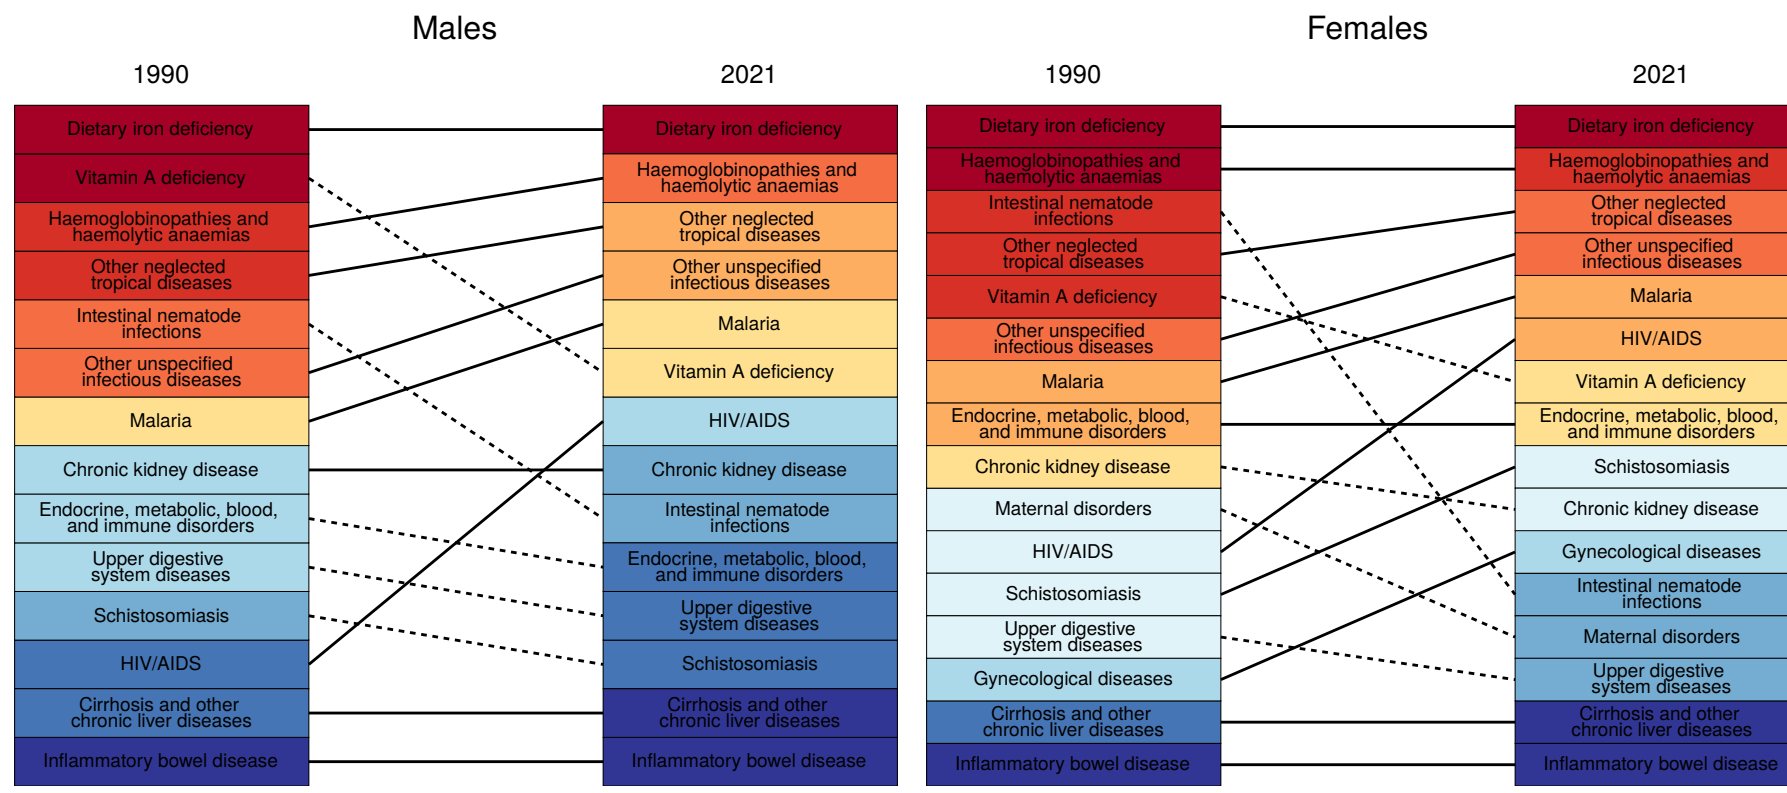 Males
1990
2021
Dietary iron deficiency
Vitamin A deficiency
Haemoglobinopathies and
haemolytic anaemias
Other neglected
tropical diseases
Intestinal nematode
infections
Other unspecified
infectious diseases
Malaria
Chronic kidney disease
Endocrine, metabolic, blood,
and immune disorders
Upper digestive
system diseases
Schistosomiasis
HIV/AIDS
Cirrhosis and other
chronic liver diseases
Inflammatory bowel disease
Dietary iron deficiency
Haemoglobinopathies and
haemolytic anaemias
Other neglected
tropical diseases
Other unspecified
infectious diseases
Malaria
Vitamin A deficiency
HIV/AIDS
Chronic kidney disease
Intestinal nematode
infections
Endocrine, metabolic, blood,
and immune disorders
Upper digestive
system diseases
Schistosomiasis
Cirrhosis and other
chronic liver diseases
Inflammatory bowel disease
Females
1990
2021
Dietary iron deficiency
Haemoglobinopathies and
haemolytic anaemias
Intestinal nematode
infections
Other neglected
tropical diseases
Vitamin A deficiency
Other unspecified
infectious diseases
Malaria
Endocrine, metabolic, blood,
and immune disorders
Chronic kidney disease
Maternal disorders
HIV/AIDS
Schistosomiasis
Upper digestive
system diseases
Gynecological diseases
Cirrhosis and other
chronic liver diseases
Inflammatory bowel disease
Dietary iron deficiency
Haemoglobinopathies and
haemolytic anaemias
Other neglected
tropical diseases
Other unspecified
infectious diseases
Malaria
HIV/AIDS
Vitamin A deficiency
Endocrine, metabolic, blood,
and immune disorders
Schistosomiasis
Chronic kidney disease
Gynecological diseases
Intestinal nematode
infections
Maternal disorders
Upper digestive
system diseases
Cirrhosis and other
chronic liver diseases
Inflammatory bowel disease